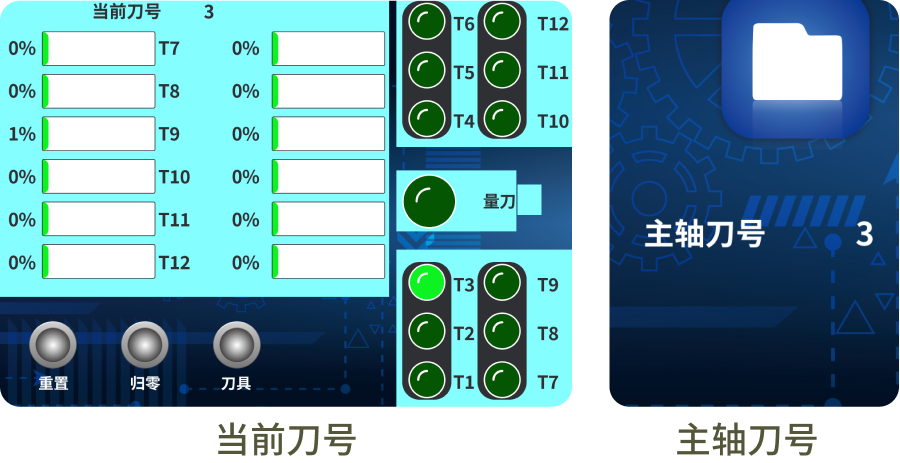 当前刀号 3
0% T7 0%
0% T8 0%
1% T9 0%
0% T10 0%
0% T11 0%
0% T12 0%
重置 归零 刀具
T6 T12
T5 T11
T4 T10
量刀
T3 T9
T2 T8
T1 T7
主轴刀号 3
当前刀号
主轴刀号